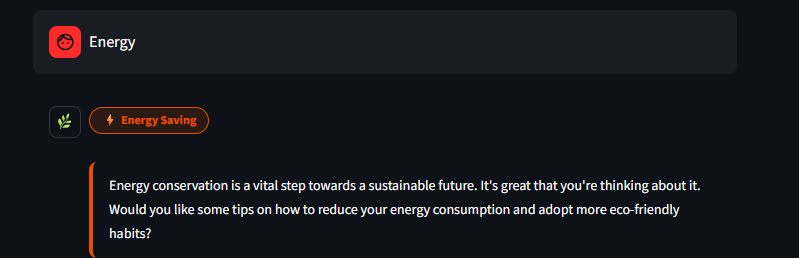 Energy
Energy Saving
Energy conservation is a vital step towards a sustainable future. It's great that you're thinking about it.
Would you like some tips on how to reduce your energy consumption and adopt more eco-friendly
habits?